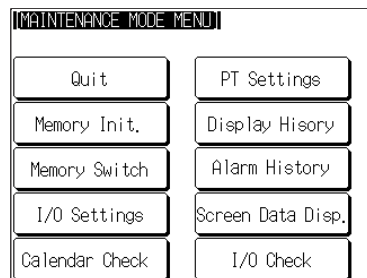 [MAINTENANCE MODE MENU]
Quit
PT Settings
Memory Init.
Display Hisory
Memory Switch
Alarm History
I/O Settings
Screen Data Disp.
Calendar Check
I/O Check